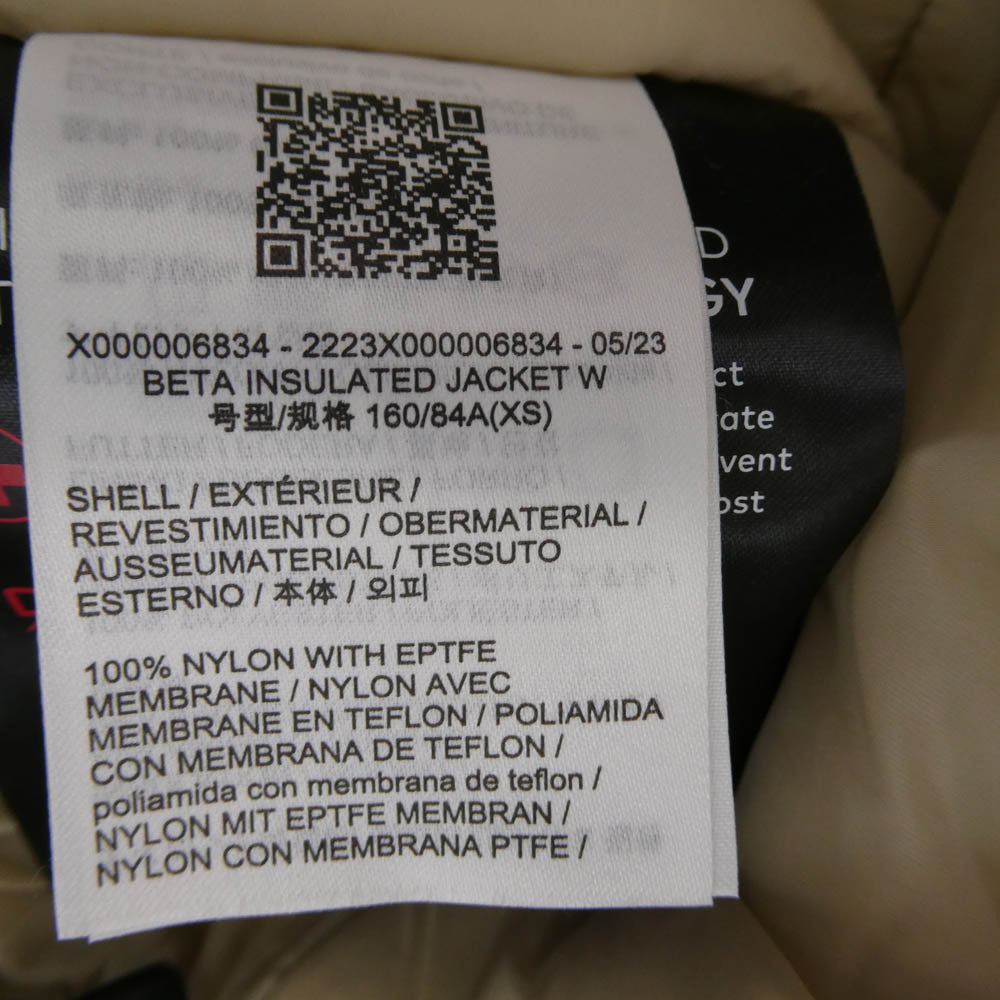 X000006834 - 2223X000006834 - 05/23
BETA INSULATED JACKET W
号型/规格 160/84A(XS)
SHELL / EXTÉRIEUR /
REVESTIMIENTO / OBERMATERIAL /
AUSSEUMATERIAL / TESSUTO
ESTERNO / 本体 / 외피
100% NYLON WITH EPTFE
MEMBRANE / NYLON AVEC
MEMBRANE EN TEFLON / POLIAMIDA
CON MEMBRANA DE TEFLON /
poliamida con membrana de teflon /
NYLON MIT EPTFE MEMBRAN /
NYLON CON MEMBRANA PTFE /
D
GY
ct
ate
vent
ost